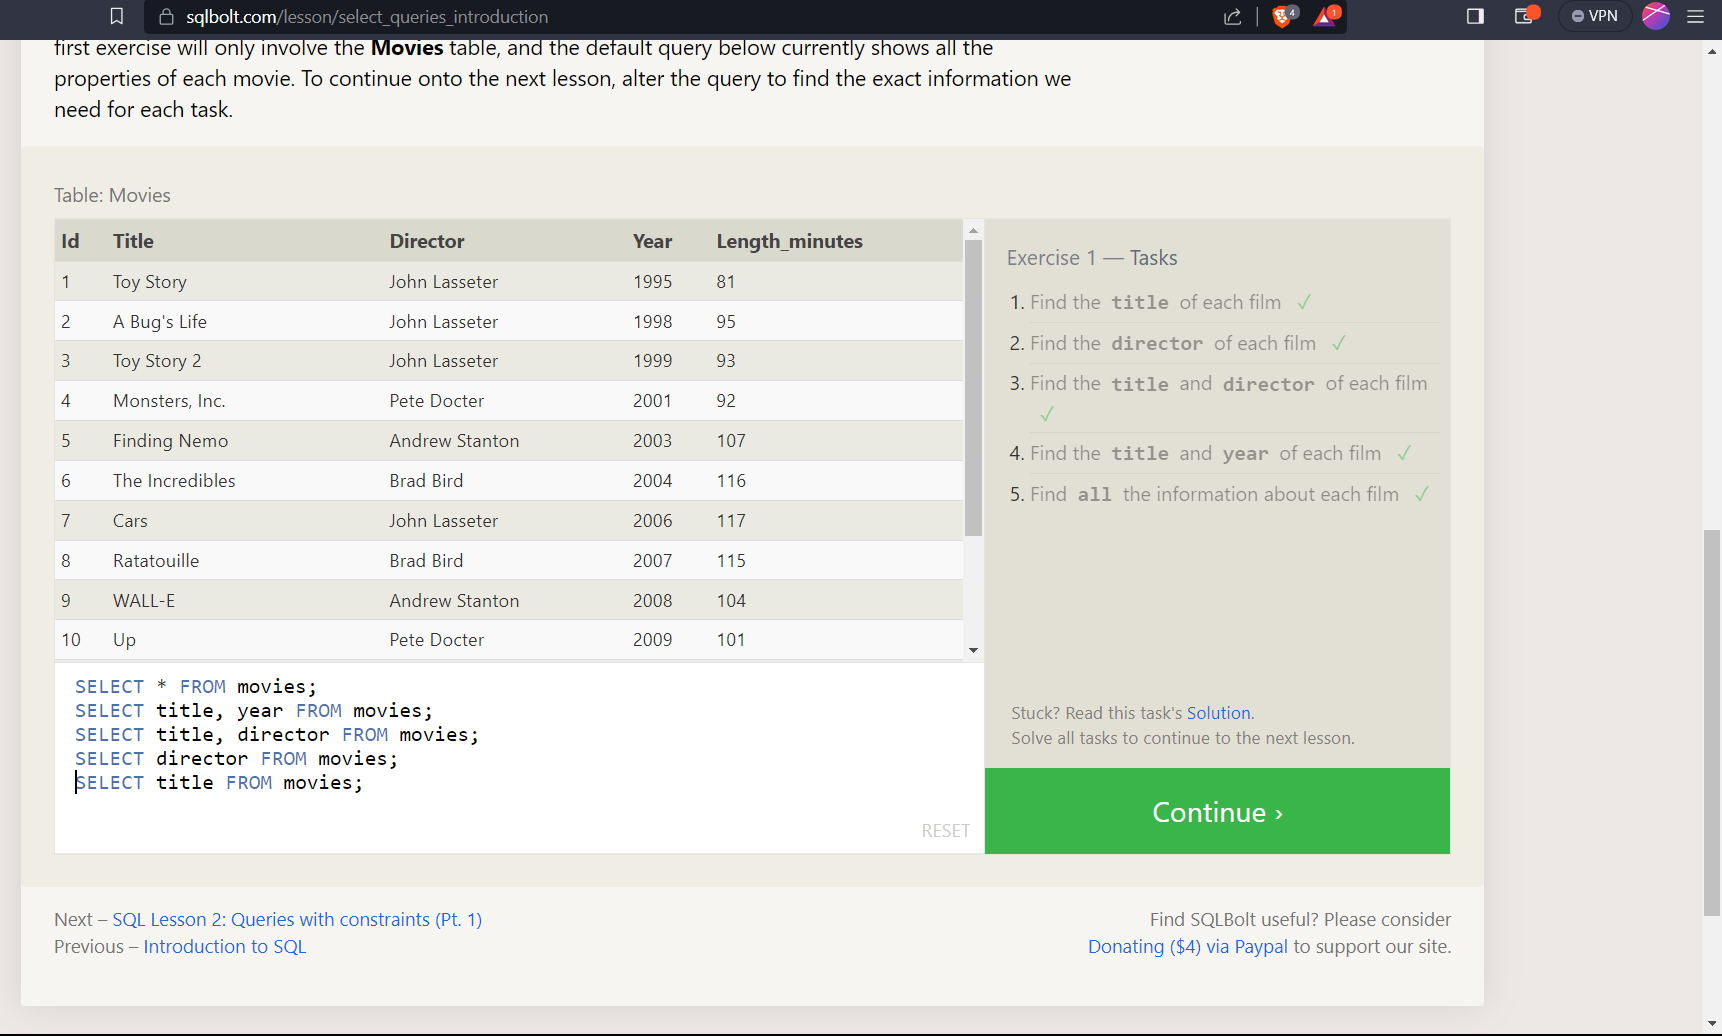 sqlbolt.com/lesson/select_queries_introduction
4
1
VPN
first exercise will only involve the Movies table, and the default query below currently shows all the
properties of each movie. To continue onto the next lesson, alter the query to find the exact information we
need for each task.
Table: Movies
Id Title Director Year Length_minutes
1 Toy Story John Lasseter 1995 81
2 A Bug's Life John Lasseter 1998 95
3 Toy Story 2 John Lasseter 1999 93
4 Monsters, Inc. Pete Docter 2001 92
5 Finding Nemo Andrew Stanton 2003 107
6 The Incredibles Brad Bird 2004 116
7 Cars John Lasseter 2006 117
8 Ratatouille Brad Bird 2007 115
9 WALL-E Andrew Stanton 2008 104
10 Up Pete Docter 2009 101
SELECT * FROM movies;
SELECT title, year FROM movies;
SELECT title, director FROM movies;
SELECT director FROM movies;
SELECT title FROM movies;
RESET
Exercise 1 — Tasks
1. Find the title of each film ✓
2. Find the director of each film ✓
3. Find the title and director of each film
✓
4. Find the title and year of each film ✓
5. Find all the information about each film ✓
Stuck? Read this task's Solution.
Solve all tasks to continue to the next lesson.
Continue ›
Next – SQL Lesson 2: Queries with constraints (Pt. 1)
Previous – Introduction to SQL
Find SQLBolt useful? Please consider
Donating ($4) via Paypal to support our site.